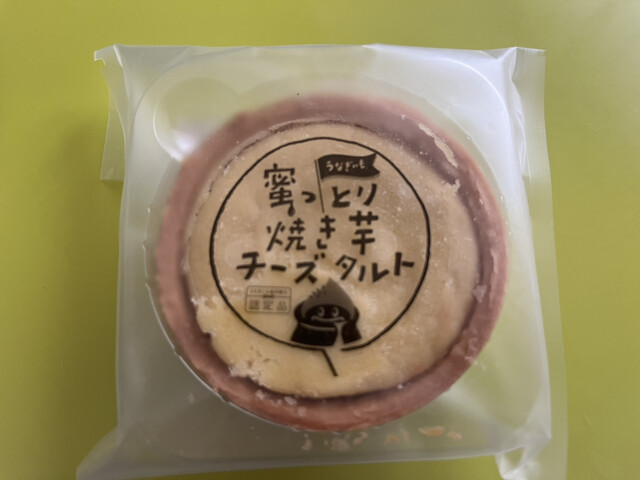 うなぎいも
蜜っとり
焼き芋
チーズタルト
認定品